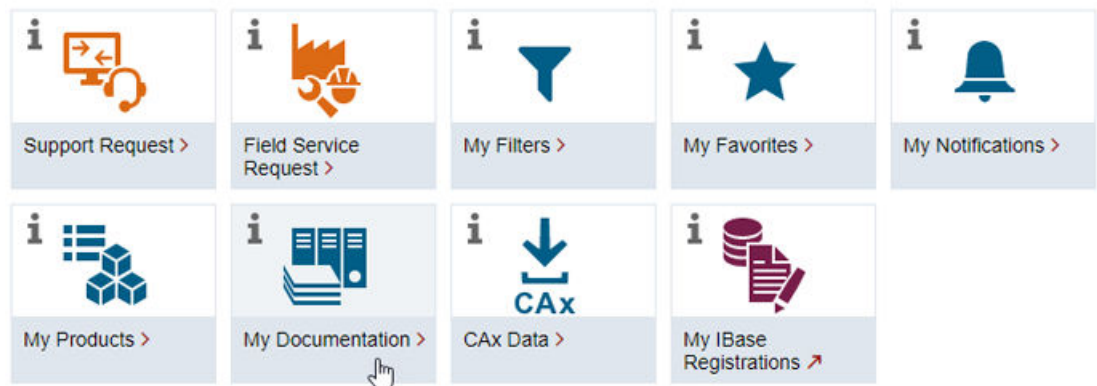 Support Request >
Field Service
Request >
My Filters >
My Favorites >
My Notifications >
My Products >
My Documentation >
CAx
CAx Data >
My IBase
Registrations ↗